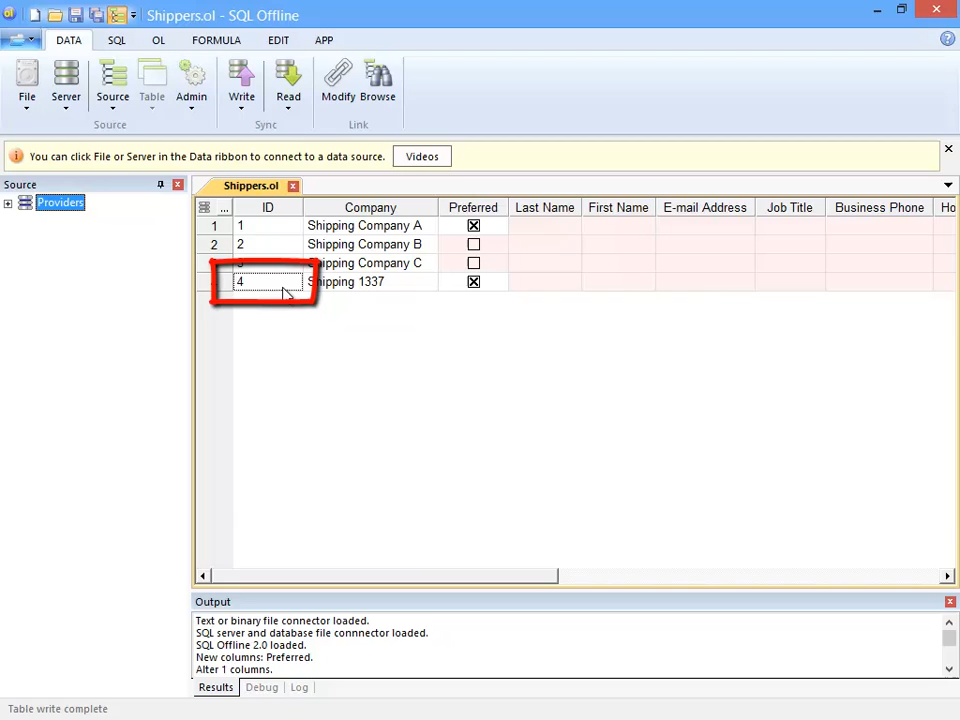 ol Shippers.ol - SQL Offline
DATA SQL OL FORMULA EDIT APP
File Server Source Table Admin Write Read Modify Browse
Source Sync Link
You can click File or Server in the Data ribbon to connect to a data source. Videos
Source
Providers
Shippers.ol
... ID Company Preferred Last Name First Name E-mail Address Job Title Business Phone Ho
1 1 Shipping Company A
2 2 Shipping Company B
3 Shipping Company C
4 Shipping 1337
Output
Text or binary file connector loaded.
SQL server and database file connnector loaded.
SQL Offline 2.0 loaded.
New columns: Preferred.
Alter 1 columns.
Results Debug Log
Table write complete